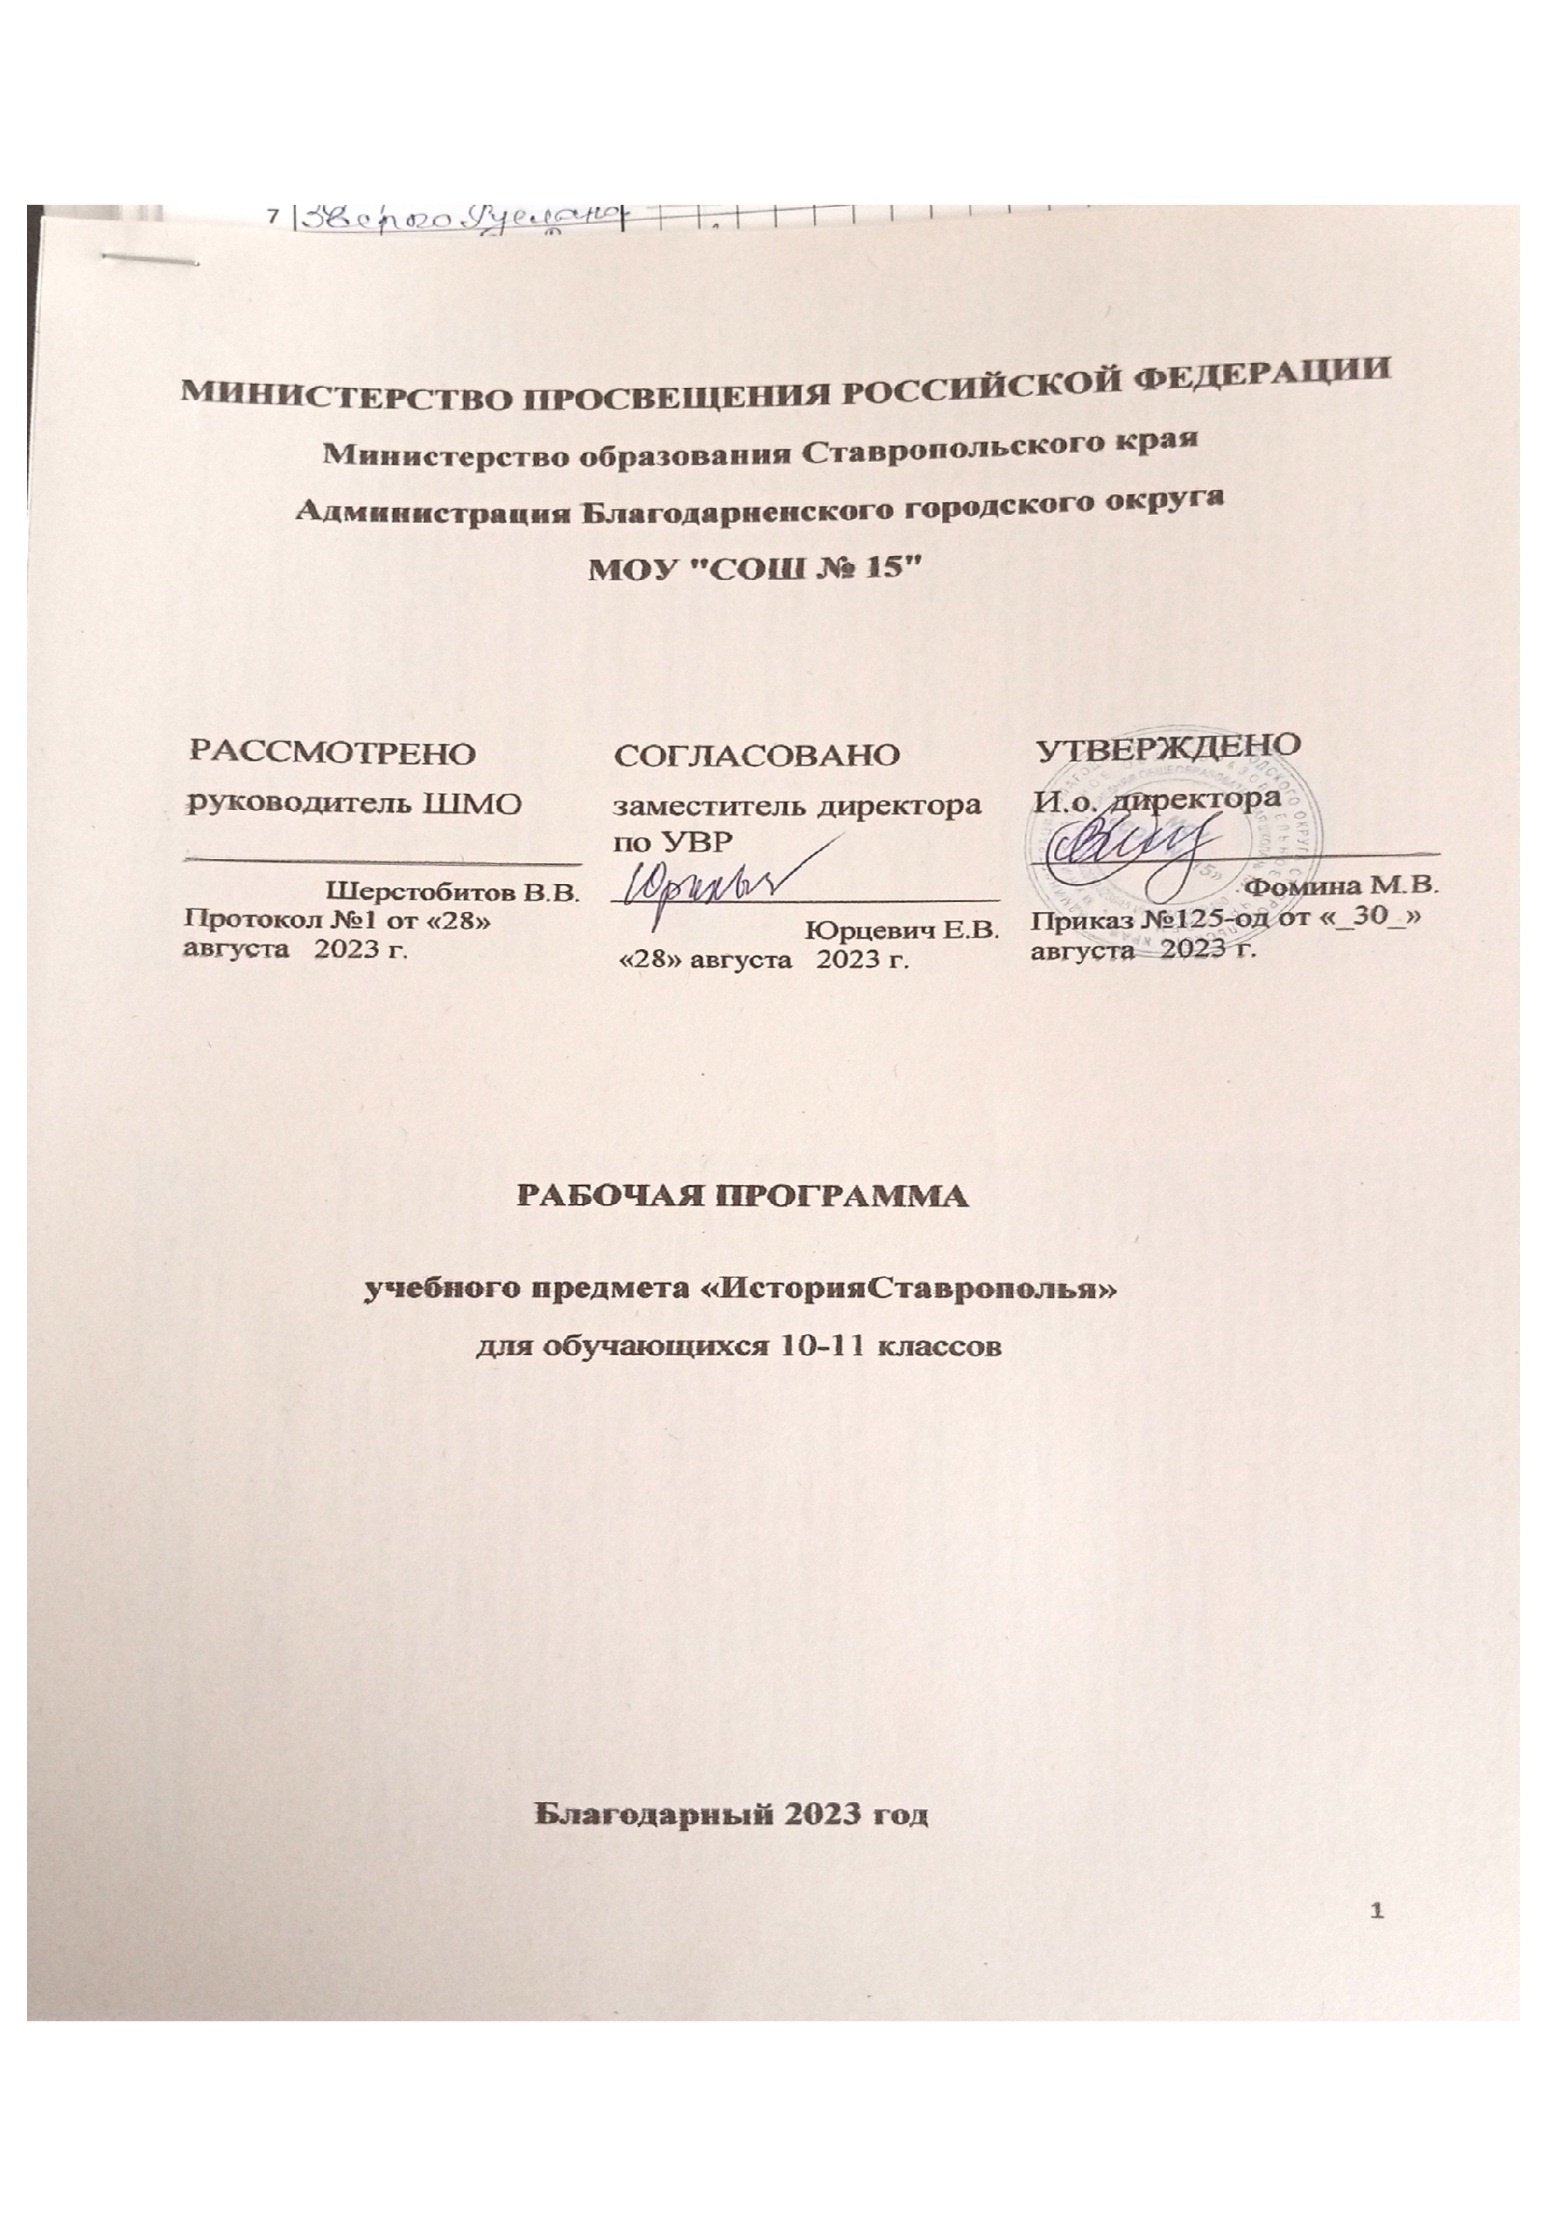 7
МИНИСТЕРСТВО ПРОСВЕЩЕНИЯ РОССИЙСКОЙ ФЕДЕРАЦИИ
Министерство образования Ставропольского края
Администрация Благодарненского городского округа
МОУ "СОШ № 15"
РАССМОТРЕНО
руководитель ШМО
Шерстобитов В.В.
Протокол №1 от «28»
августа 2023 г.
СОГЛАСОВАНО
заместитель директора
по УВР
Юрцевич Е.В.
«28» августа 2023 г.
УТВЕРЖДЕНО
И.о. директора
Фомина М.В.
Приказ №125-од от «_30_»
августа 2023 г.
РАБОЧАЯ ПРОГРАММА
учебного предмета «ИсторияСтаврополья»
для обучающихся 10-11 классов
Благодарный 2023 год
1